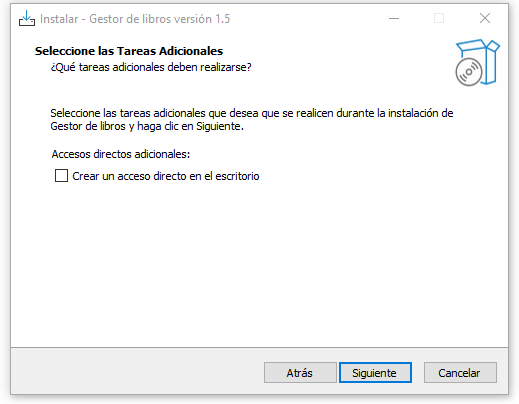 Instalar - Gestor de libros versión 1.5
Seleccione las Tareas Adicionales
¿Qué tareas adicionales deben realizarse?
Seleccione las tareas adicionales que desea que se realicen durante la instalación de
Gestor de libros y haga clic en Siguiente.
Accesos directos adicionales:
Crear un acceso directo en el escritorio
Atrás
Siguiente
Cancelar